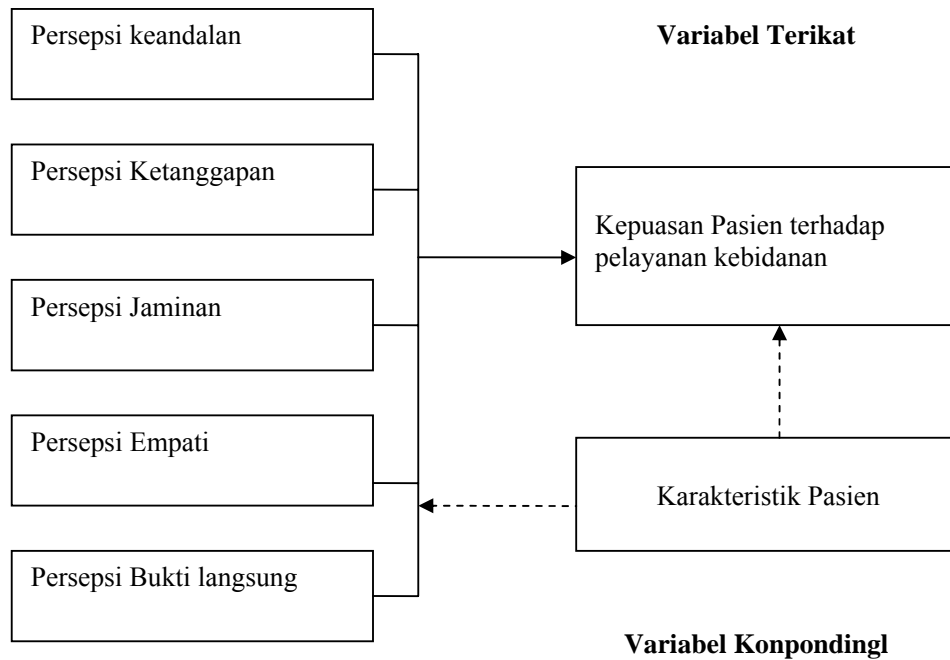 Persepsi keandalan
Variabel Terikat
Persepsi Ketanggapan
Kepuasan Pasien terhadap
pelayanan kebidanan
Persepsi Jaminan
Persepsi Empati
Karakteristik Pasien
Persepsi Bukti langsung
Variabel Konpondingl